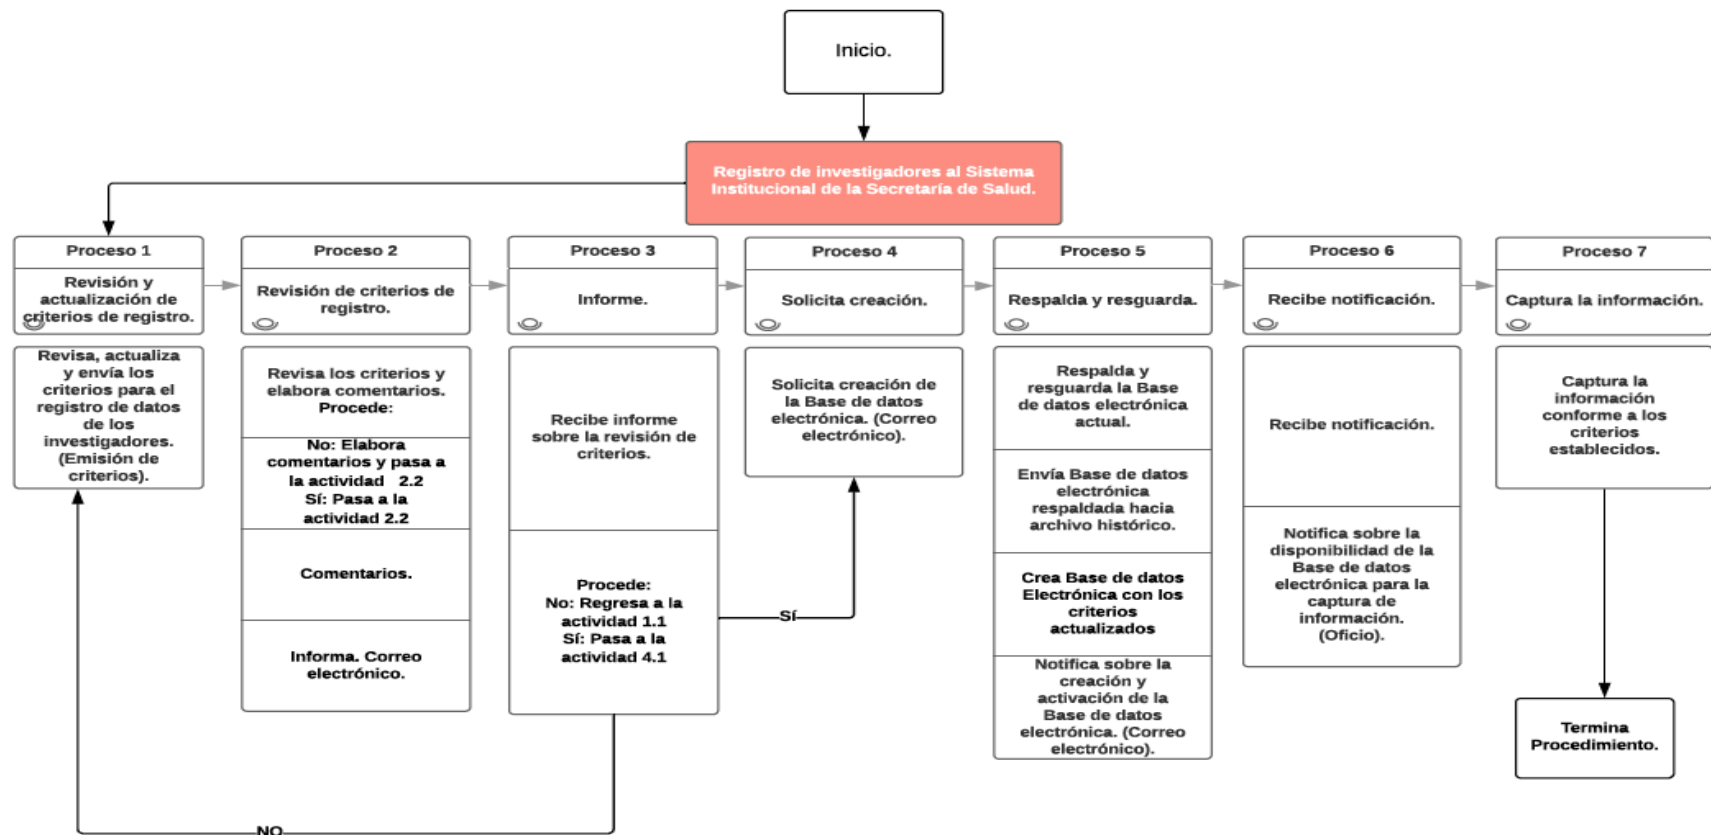 Inicio.
Registro de investigadores al Sistema
Institucional de la Secretaría de Salud.
Proceso 1
Revisión y
actualización de
criterios de registro.
Revisa, actualiza
y envía los
criterios para el
registro de datos
de los
investigadores.
(Emisión de
criterios).
Proceso 2
Revisión de criterios de
registro.
Revisa los criterios y
elabora comentarios.
Procede:
No: Elabora
comentarios y pasa a
la actividad 2.2
Sí: Pasa a la
actividad 2.2
Comentarios.
Informa. Correo
electrónico.
Proceso 3
Informe.
Recibe informe
sobre la revisión de
criterios.
Procede:
No: Regresa a la
actividad 1.1
Sí: Pasa a la
actividad 4.1
NO
Sí
Proceso 4
Solicita creación.
Solicita creación de
la Base de datos
electrónica. (Correo
electrónico).
Proceso 5
Respalda y resguarda.
Respalda y
resguarda la Base
de datos electrónica
actual.
Envía Base de datos
electrónica
respaldada hacia
archivo histórico.
Crea Base de datos
Electrónica con los
criterios
actualizados
Notifica sobre la
creación y
activación de la
Base de datos
electrónica. (Correo
electrónico).
Proceso 6
Recibe notificación.
Recibe notificación.
Notifica sobre la
disponibilidad de la
Base de datos
electrónica para la
captura de
información.
(Oficio).
Proceso 7
Captura la información.
Captura la
información
conforme a los
criterios
establecidos.
Termina
Procedimiento.